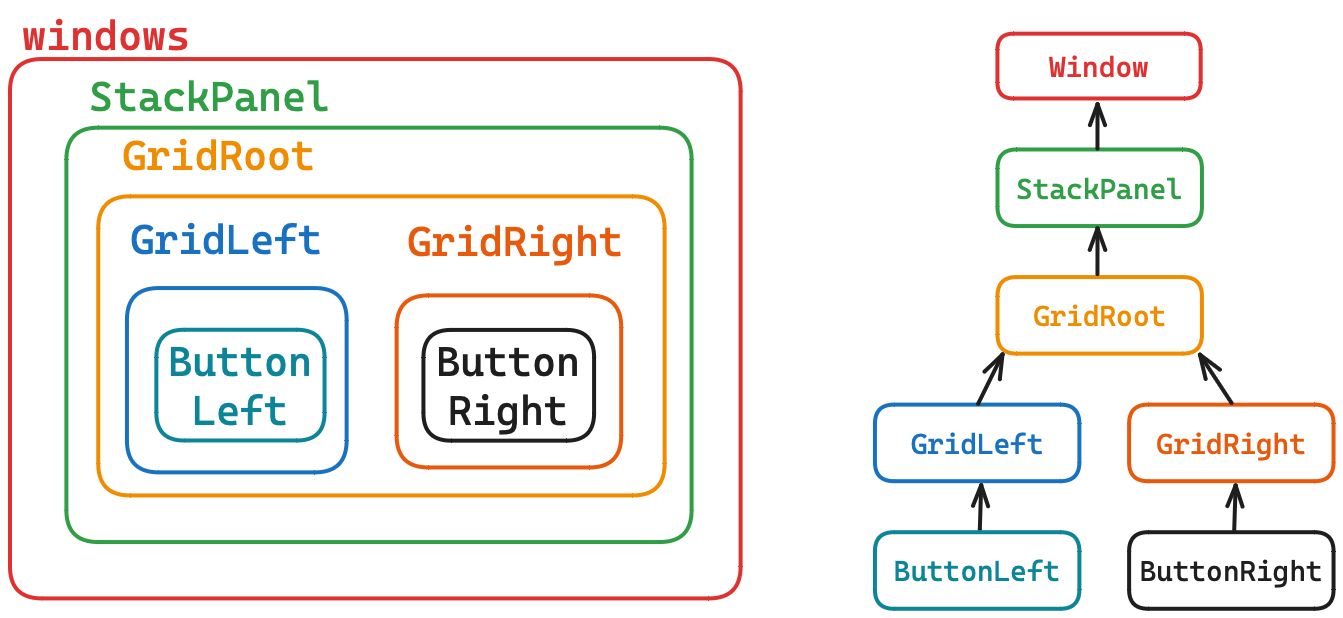 windows
StackPanel
GridRoot
GridLeft
GridRight
Button
Left
Button
Right
Window
StackPanel
GridRoot
GridLeft
GridRight
ButtonLeft
ButtonRight